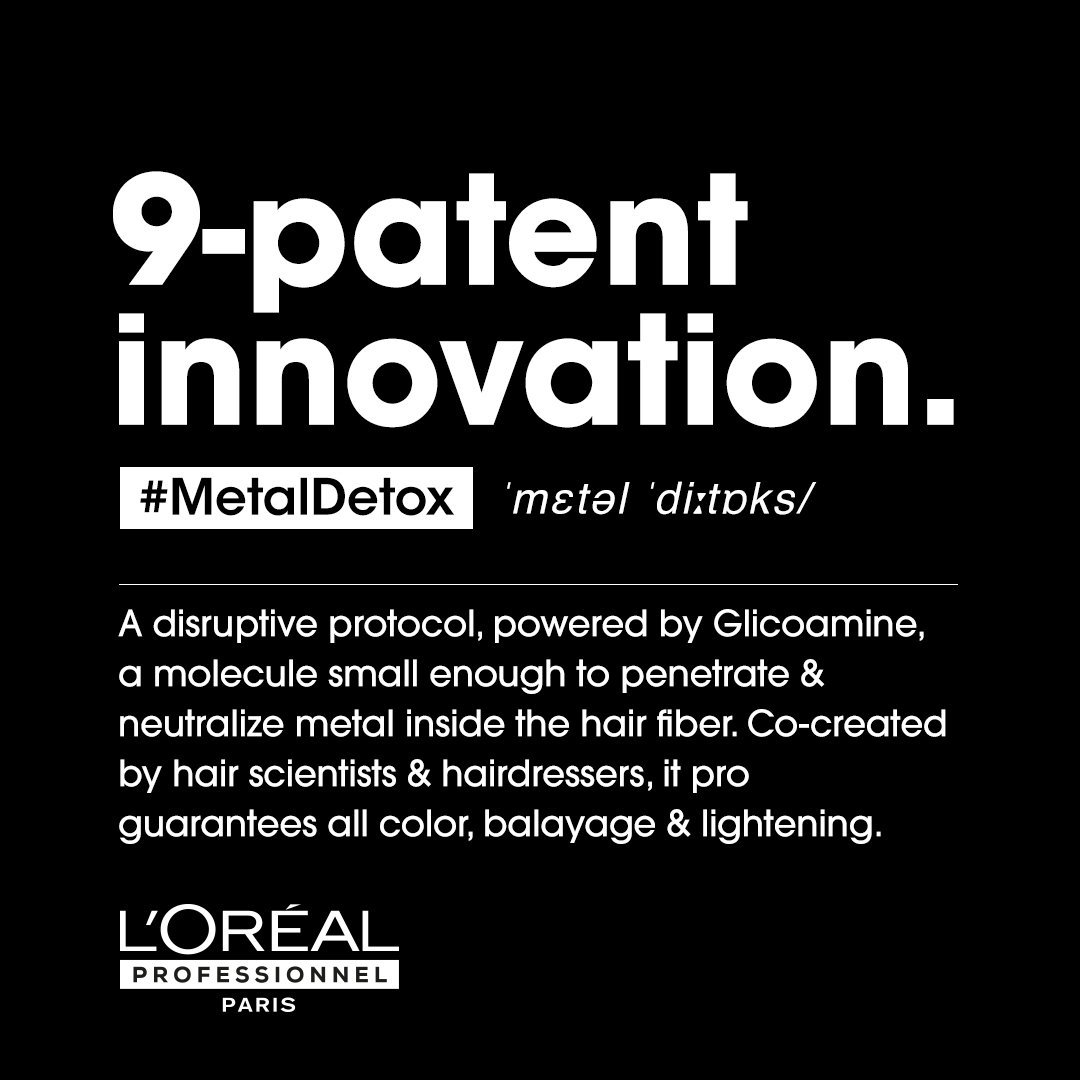 9-patent
innovation.
#MetalDetox ˈmɛtəl ˈdiːtɒks/
A disruptive protocol, powered by Glicoamine,
a molecule small enough to penetrate &
neutralize metal inside the hair fiber. Co-created
by hair scientists & hairdressers, it pro
guarantees all color, balayage & lightening.
L'ORÉAL
PROFESSIONNEL
PARIS